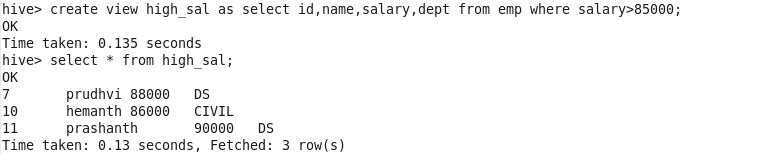 hive> create view high_sal as select id,name,salary,dept from emp where salary>85000;
OK
Time taken: 0.135 seconds
hive> select * from high_sal;
OK
7       prudhvi 88000   DS
10      hemanth 86000   CIVIL
11      prashanth       90000   DS
Time taken: 0.13 seconds, Fetched: 3 row(s)